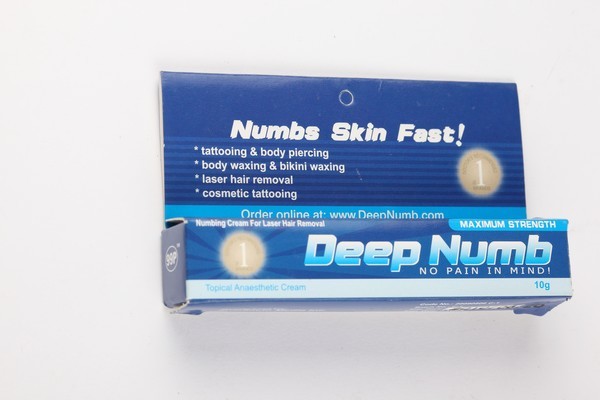 Numbs Skin Fast!
* tattooing & body piercing
* body waxing & bikini waxing
* laser hair removal
* cosmetic tattooing
1
Order online at: www.DeepNumb.com
Numbing Cream For Laser Hair Removal
MAXIMUM STRENGTH
99P
1
Deep Numb
NO PAIN IN MIND!
Topical Anaesthetic Cream
10g